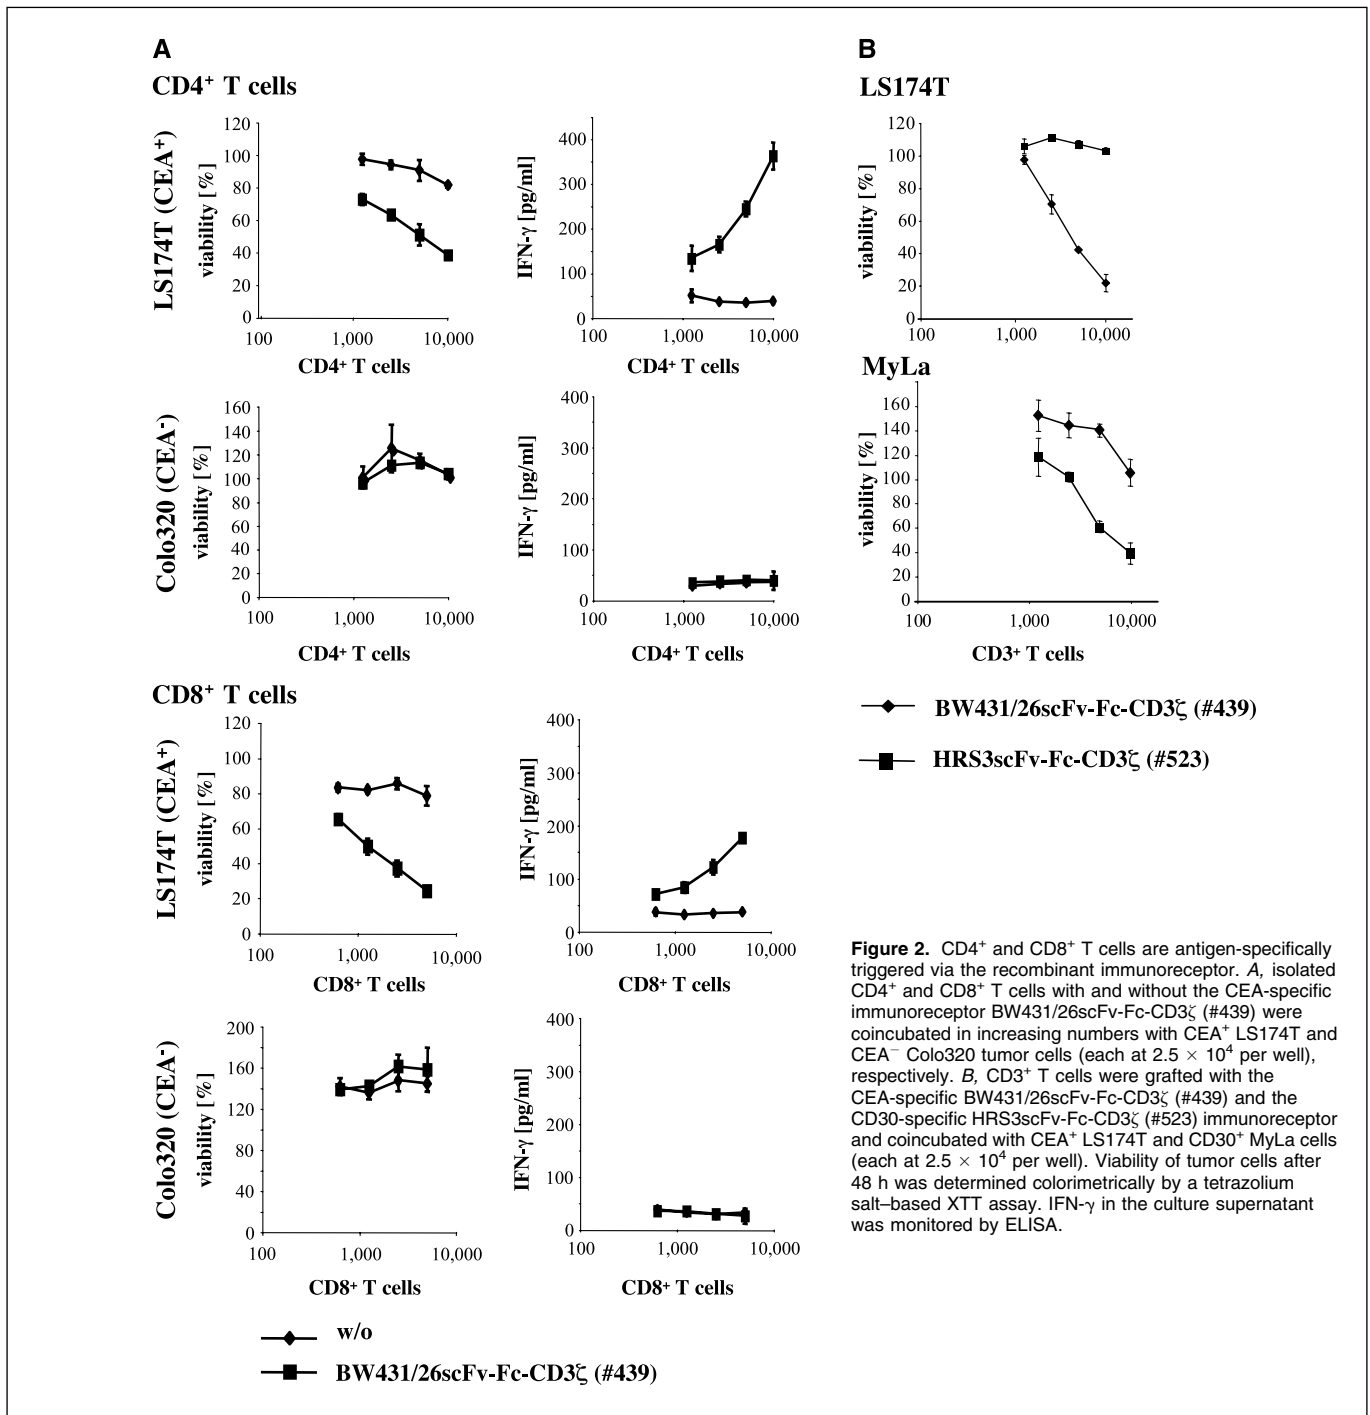 A
CD4⁺ T cells
LS174T (CEA⁺)
viability [%]
120
100
80
60
40
20
0
100
1,000
10,000
CD4⁺ T cells
IFN-γ [pg/ml]
400
300
200
100
0
100
1,000
10,000
CD4⁺ T cells
Colo320 (CEA⁻)
viability [%]
160
140
120
100
80
60
40
20
0
100
1,000
10,000
CD4⁺ T cells
IFN-γ [pg/ml]
400
300
200
100
0
100
1,000
10,000
CD4⁺ T cells
CD8⁺ T cells
LS174T (CEA⁺)
viability [%]
120
100
80
60
40
20
0
100
1,000
10,000
CD8⁺ T cells
IFN-γ [pg/ml]
400
300
200
100
0
100
1,000
10,000
CD8⁺ T cells
Colo320 (CEA⁻)
viability [%]
200
160
120
80
40
0
100
1,000
10,000
CD8⁺ T cells
IFN-γ [pg/ml]
400
300
200
100
0
100
1,000
10,000
CD8⁺ T cells
w/o
BW431/26scFv-Fc-CD3ζ (#439)
B
LS174T
viability [%]
120
100
80
60
40
20
0
100
1,000
10,000
MyLa
viability [%]
160
140
120
100
80
60
40
20
0
100
1,000
10,000
CD3⁺ T cells
BW431/26scFv-Fc-CD3ζ (#439)
HRS3scFv-Fc-CD3ζ (#523)
Figure 2. CD4⁺ and CD8⁺ T cells are antigen-specifically
triggered via the recombinant immunoreceptor. A, isolated
CD4⁺ and CD8⁺ T cells with and without the CEA-specific
immunoreceptor BW431/26scFv-Fc-CD3ζ (#439) were
coincubated in increasing numbers with CEA⁺ LS174T and
CEA⁻ Colo320 tumor cells (each at 2.5 × 10⁴ per well),
respectively. B, CD3⁺ T cells were grafted with the
CEA-specific BW431/26scFv-Fc-CD3ζ (#439) and the
CD30-specific HRS3scFv-Fc-CD3ζ (#523) immunoreceptor
and coincubated with CEA⁺ LS174T and CD30⁺ MyLa cells
(each at 2.5 × 10⁴ per well). Viability of tumor cells after
48 h was determined colorimetrically by a tetrazolium
salt–based XTT assay. IFN-γ in the culture supernatant
was monitored by ELISA.